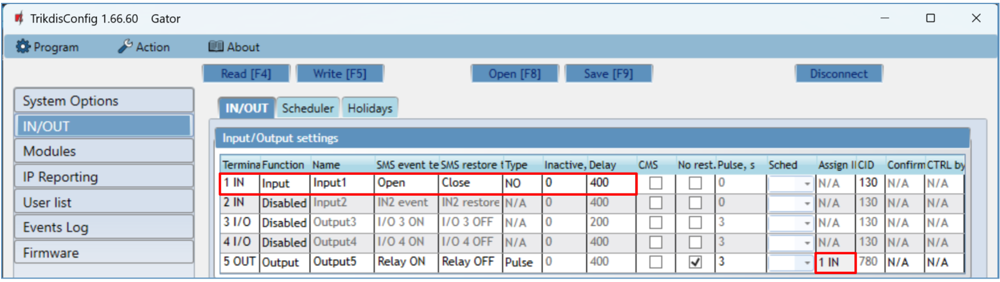 TrikdisConfig 1.66.60 Gator
Program Action About
Read [F4] Write [F5] Open [F8] Save [F9] Disconnect
System Options
IN/OUT
Modules
IP Reporting
User list
Events Log
Firmware
IN/OUT Scheduler Holidays
Input/Output settings
Termina Function Name SMS event te SMS restore t Type Inactive, Delay CMS No rest. Pulse, s Sched Assign I CID Confirm CTRL by
1 IN Input Input1 Open Close NO 0 400 0 N/A 130 N/A N/A
2 IN Disabled Input2 IN2 event IN2 restore N/A 0 400 0 N/A 130 N/A N/A
3 I/O Disabled Output3 I/O 3 ON I/O 3 OFF N/A 0 200 3 N/A 130 N/A N/A
4 I/O Disabled Output4 I/O 4 ON I/O 4 OFF N/A 0 400 3 N/A 130 N/A N/A
5 OUT Output Output5 Relay ON Relay OFF Pulse 0 400 3 1 IN 780 N/A N/A